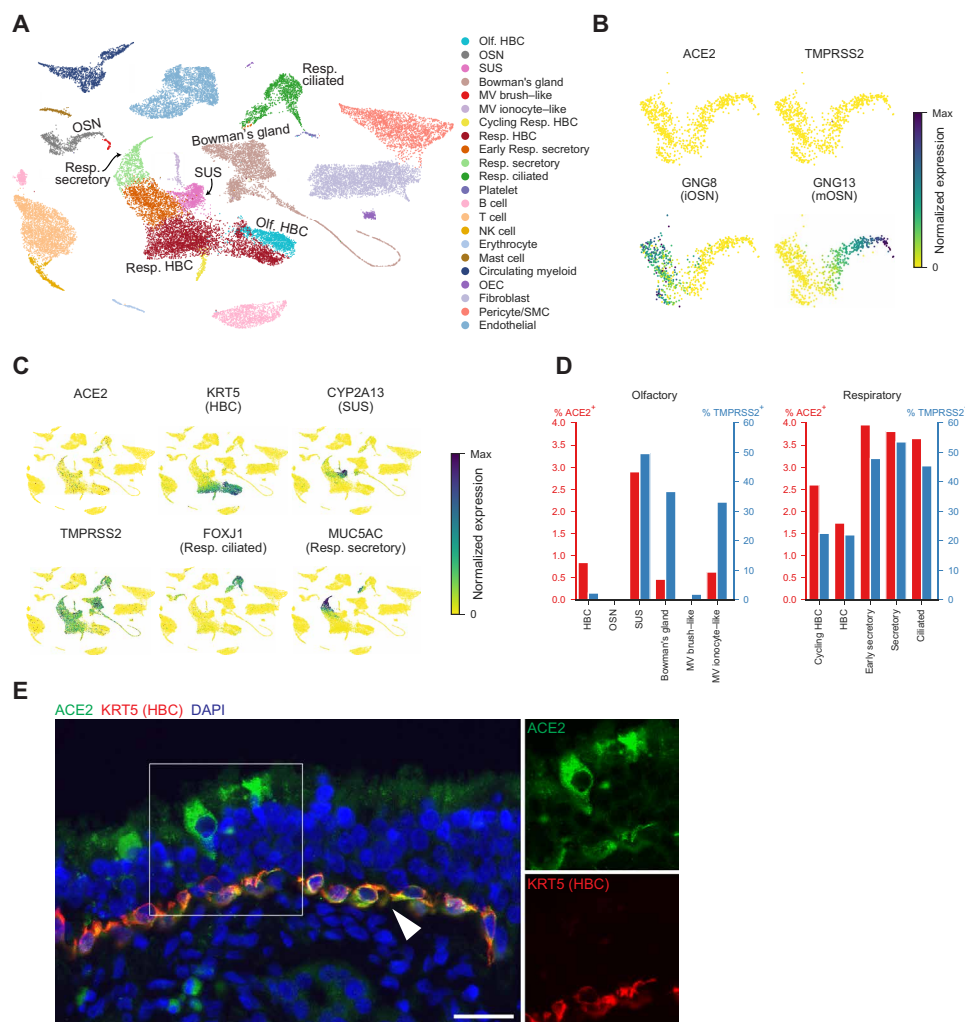 A
OSN
Resp.
secretory
Bowman's gland
SUS
Resp.
ciliated
Olf. HBC
Resp. HBC
Olf. HBC
OSN
SUS
Bowman's gland
MV brush–like
MV ionocyte–like
Cycling Resp. HBC
Resp. HBC
Early Resp. secretory
Resp. secretory
Resp. ciliated
Platelet
B cell
T cell
NK cell
Erythrocyte
Mast cell
Circulating myeloid
OEC
Fibroblast
Pericyte/SMC
Endothelial
B
ACE2
TMPRSS2
GNG8
(iOSN)
GNG13
(mOSN)
Max
Normalized expression
0
C
ACE2
KRT5
(HBC)
CYP2A13
(SUS)
TMPRSS2
FOXJ1
(Resp. ciliated)
MUC5AC
(Resp. secretory)
Max
Normalized expression
0
D
Olfactory
% ACE2+
% TMPRSS2+
4.0
3.5
3.0
2.5
2.0
1.5
1.0
0.5
0.0
60
50
40
30
20
10
0
HBC
OSN
SUS
Bowman's gland
MV brush–like
MV ionocyte–like
Respiratory
% ACE2+
% TMPRSS2
4.0
3.5
3.0
2.5
2.0
1.5
1.0
0.5
0.0
60
50
40
30
20
10
0
Cycling HBC
HBC
Early secretory
Secretory
Ciliated
E
ACE2 KRT5 (HBC) DAPI
ACE2
KRT5 (HBC)